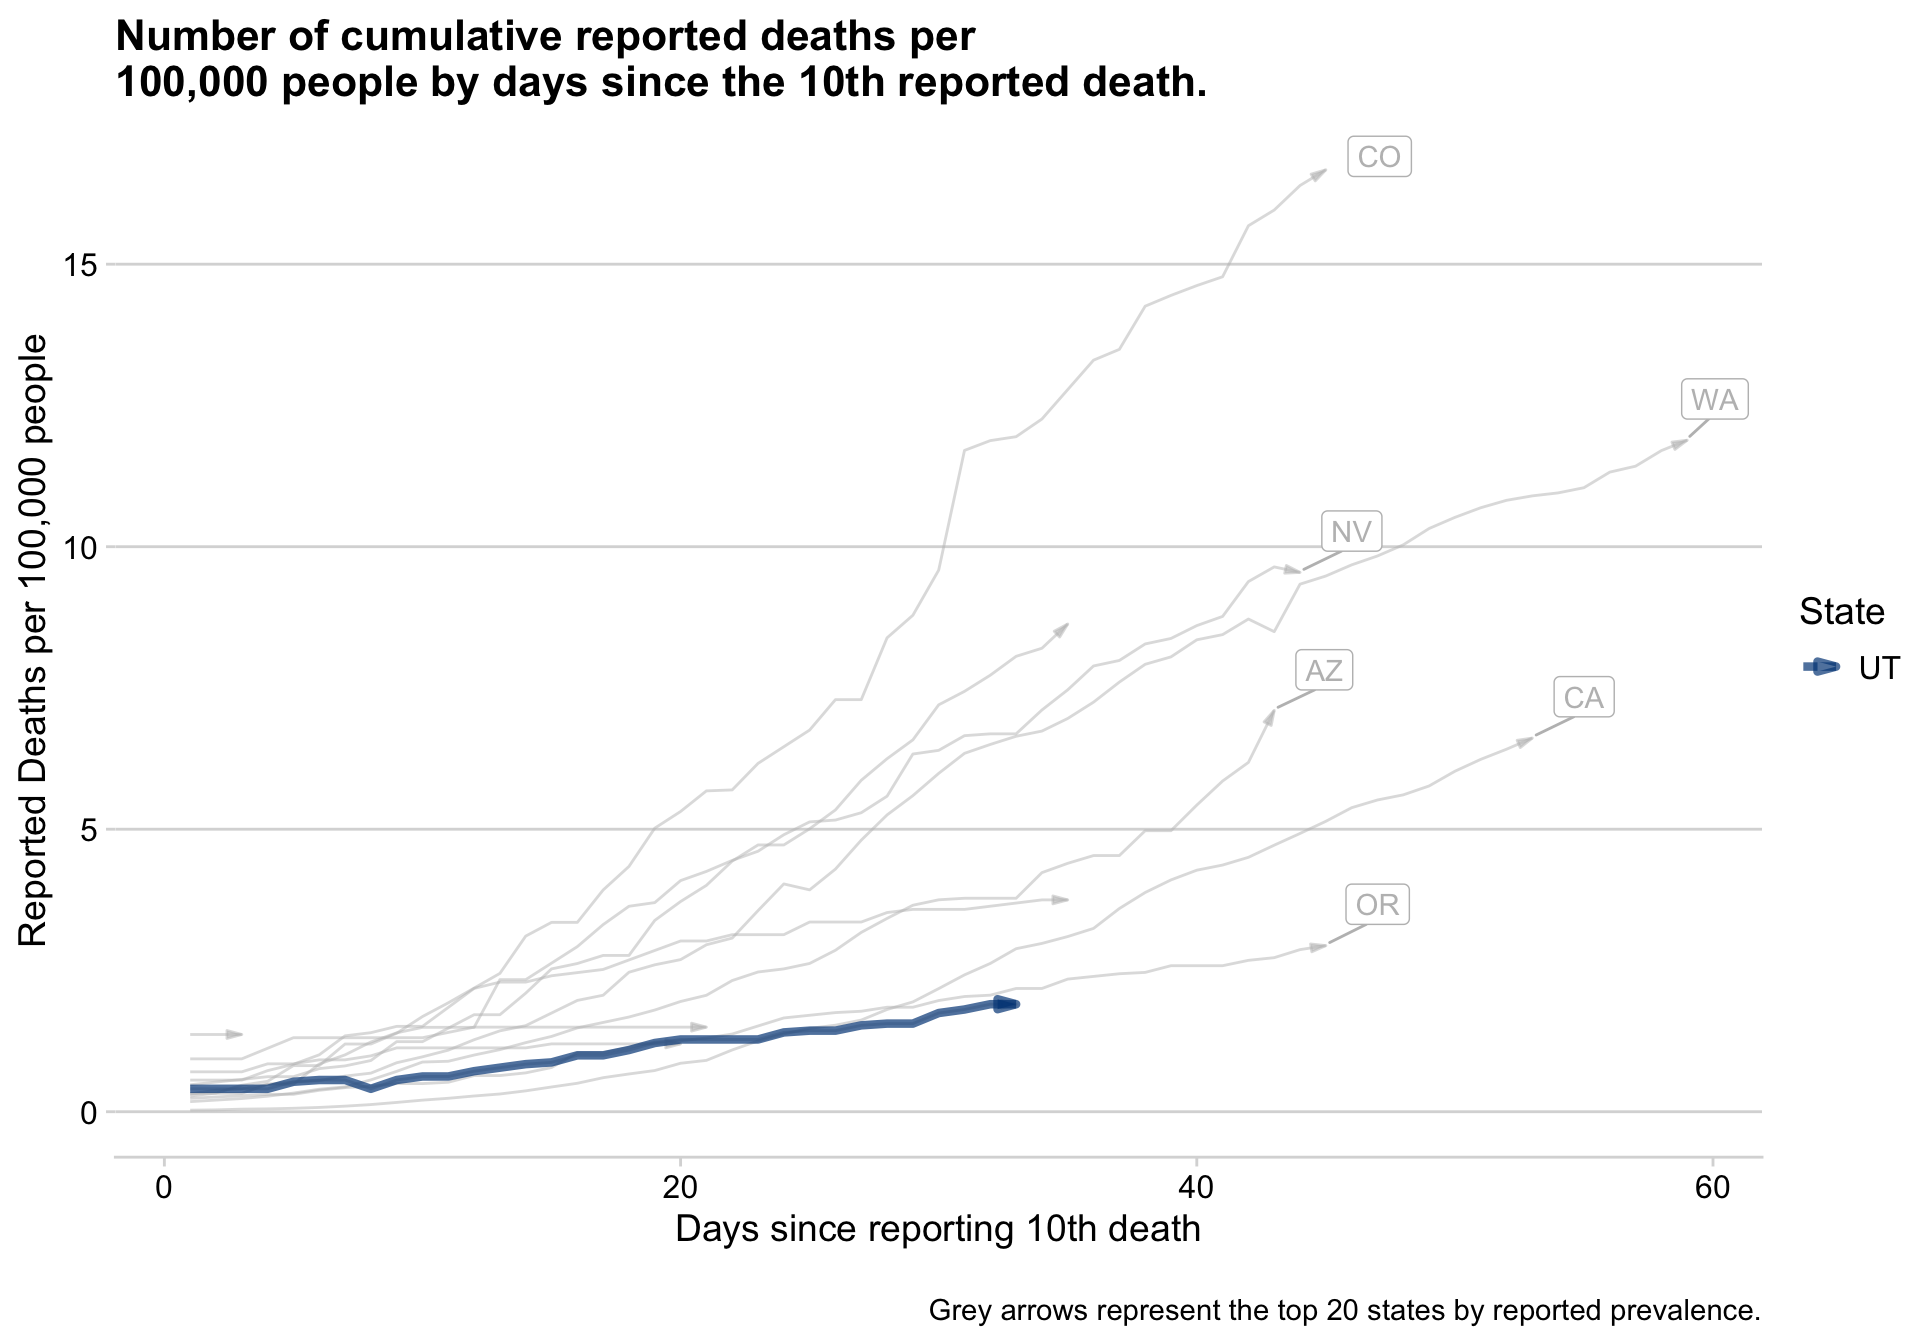 Number of cumulative reported deaths per
100,000 people by days since the 10th reported death.
CO
15
WA
NV
10
State
UT
AZ
CA
5
OR
0
Reported Deaths per 100,000 people
0 20 40 60
Days since reporting 10th death
Grey arrows represent the top 20 states by reported prevalence.